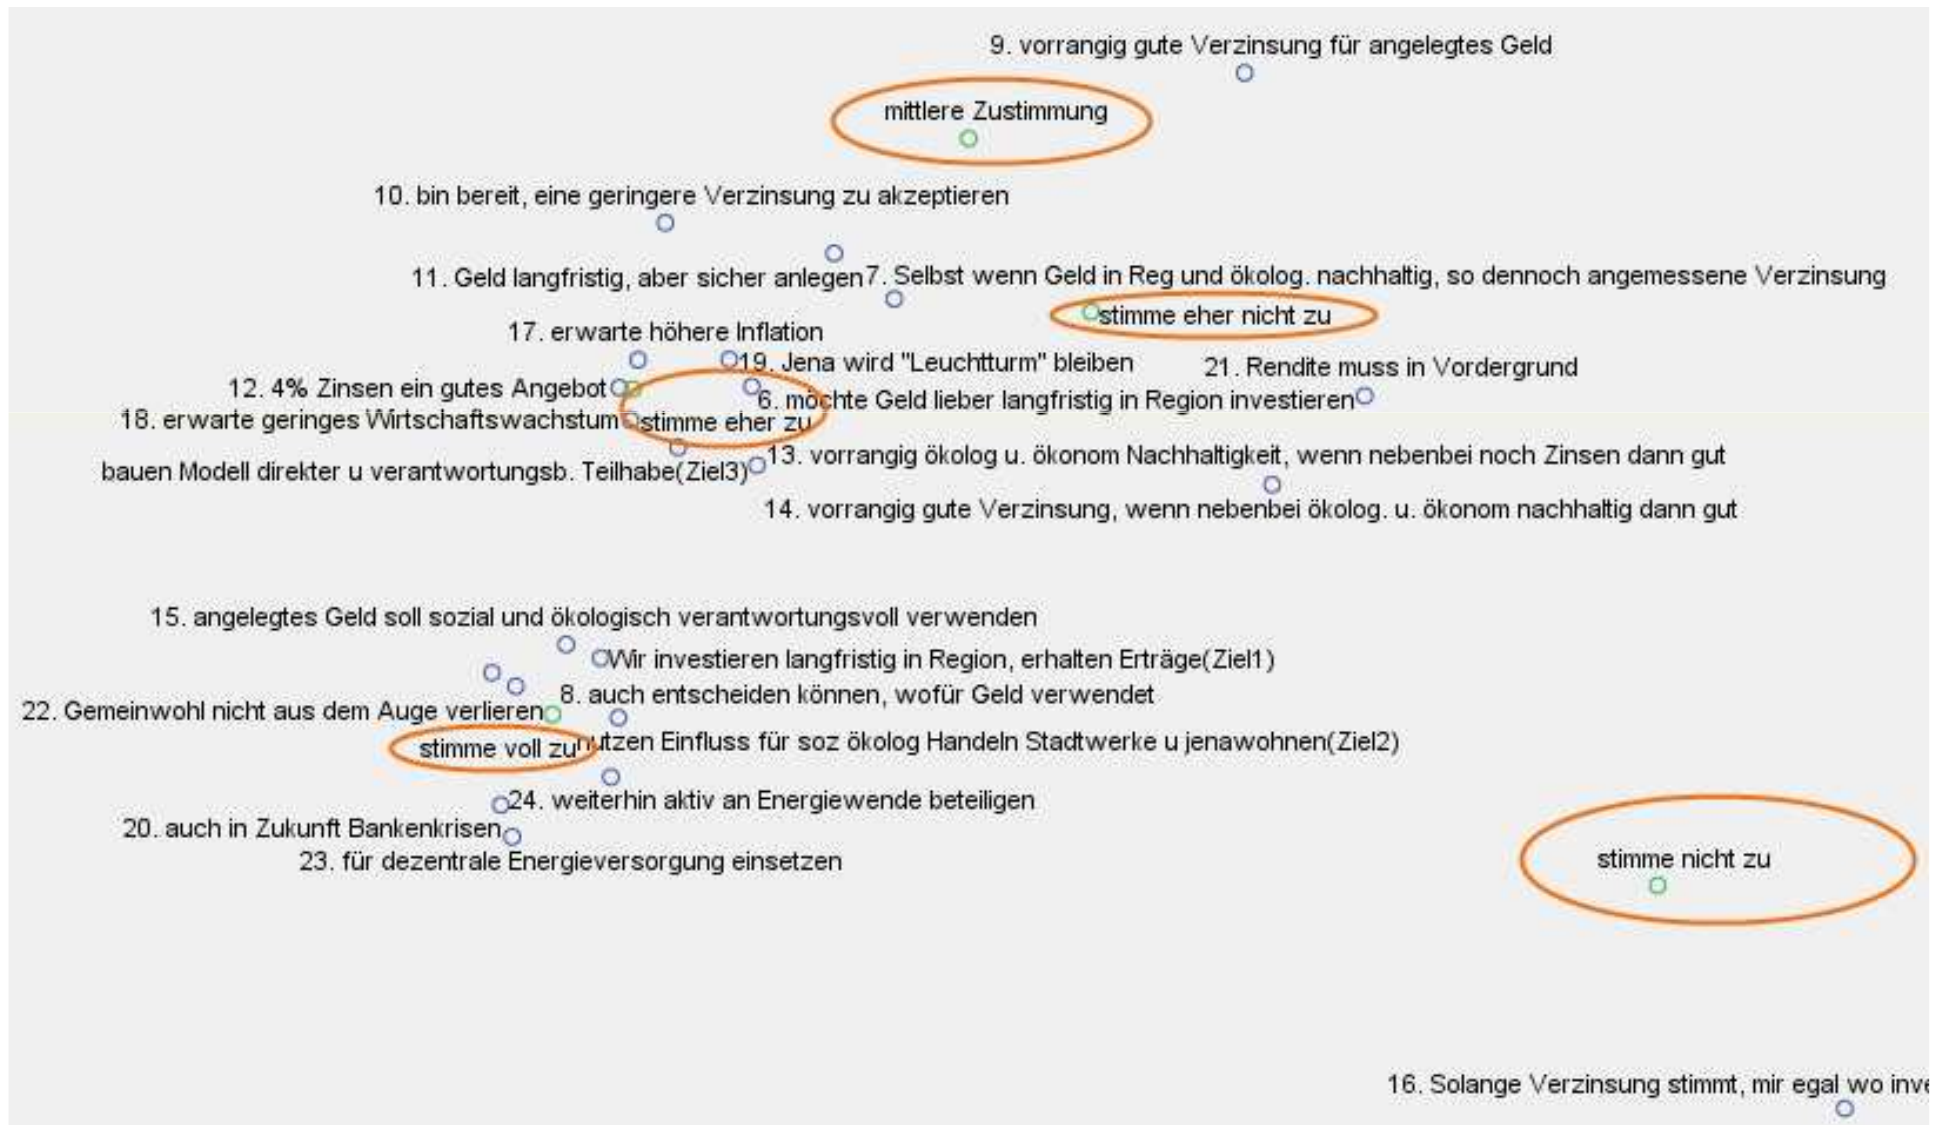 9. vorrangig gute Verzinsung für angelegtes Geld
mittlere Zustimmung
10. bin bereit, eine geringere Verzinsung zu akzeptieren
11. Geld langfristig, aber sicher anlegen
7. Selbst wenn Geld in Reg und ökolog. nachhaltig, so dennoch angemessene Verzinsung
stimme eher nicht zu
17. erwarte höhere Inflation
19. Jena wird "Leuchtturm" bleiben
21. Rendite muss in Vordergrund
12. 4% Zinsen ein gutes Angebot
6. möchte Geld lieber langfristig in Region investieren
18. erwarte geringes Wirtschaftswachstum
stimme eher zu
13. vorrangig ökolog u. ökonom Nachhaltigkeit, wenn nebenbei noch Zinsen dann gut
bauen Modell direkter u verantwortungsb. Teilhabe(Ziel3)
14. vorrangig gute Verzinsung, wenn nebenbei ökolog. u. ökonom nachhaltig dann gut
15. angelegtes Geld soll sozial und ökologisch verantwortungsvoll verwenden
Wir investieren langfristig in Region, erhalten Erträge(Ziel1)
8. auch entscheiden können, wofür Geld verwendet
22. Gemeinwohl nicht aus dem Auge verlieren
stimme voll zu
nutzen Einfluss für soz ökolog Handeln Stadtwerke u jenawohnen(Ziel2)
24. weiterhin aktiv an Energiewende beteiligen
20. auch in Zukunft Bankenkrisen
23. für dezentrale Energieversorgung einsetzen
stimme nicht zu
16. Solange Verzinsung stimmt, mir egal wo inve